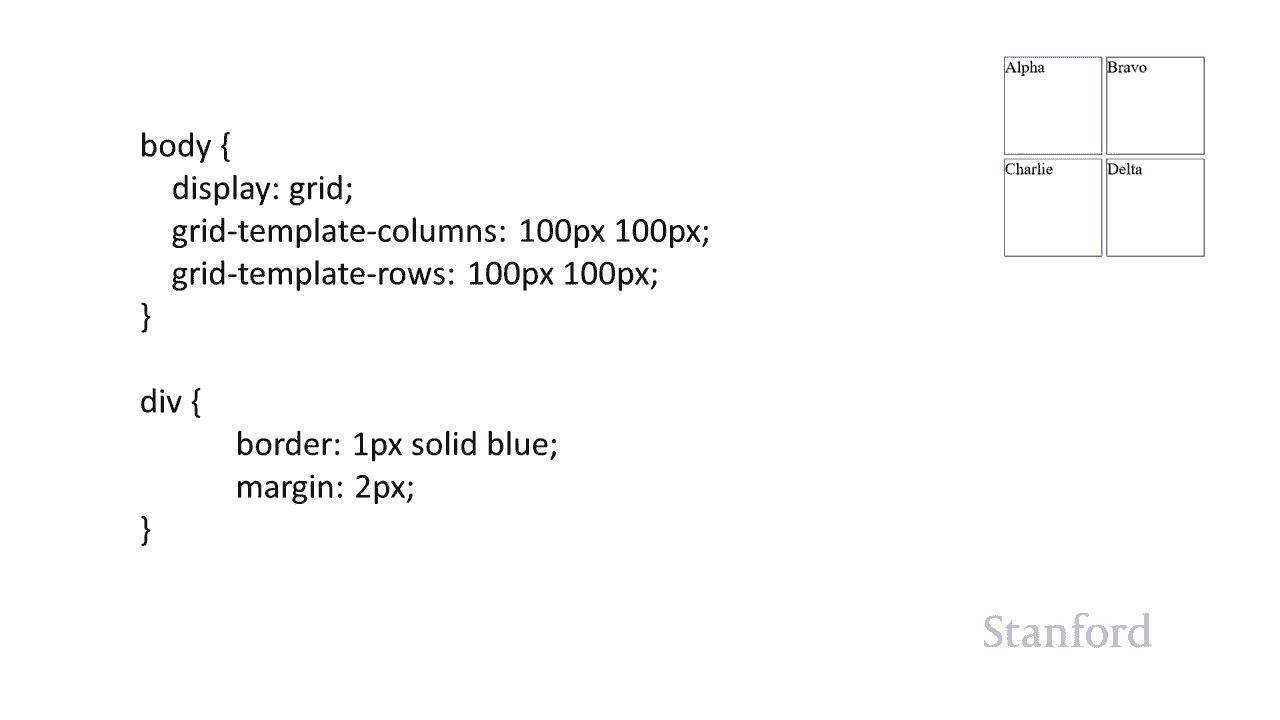 body {
display: grid;
grid-template-columns: 100px 100px;
grid-template-rows: 100px 100px;
}
div {
border: 1px solid blue;
margin: 2px;
}
Alpha
Bravo
Charlie
Delta
Stanford